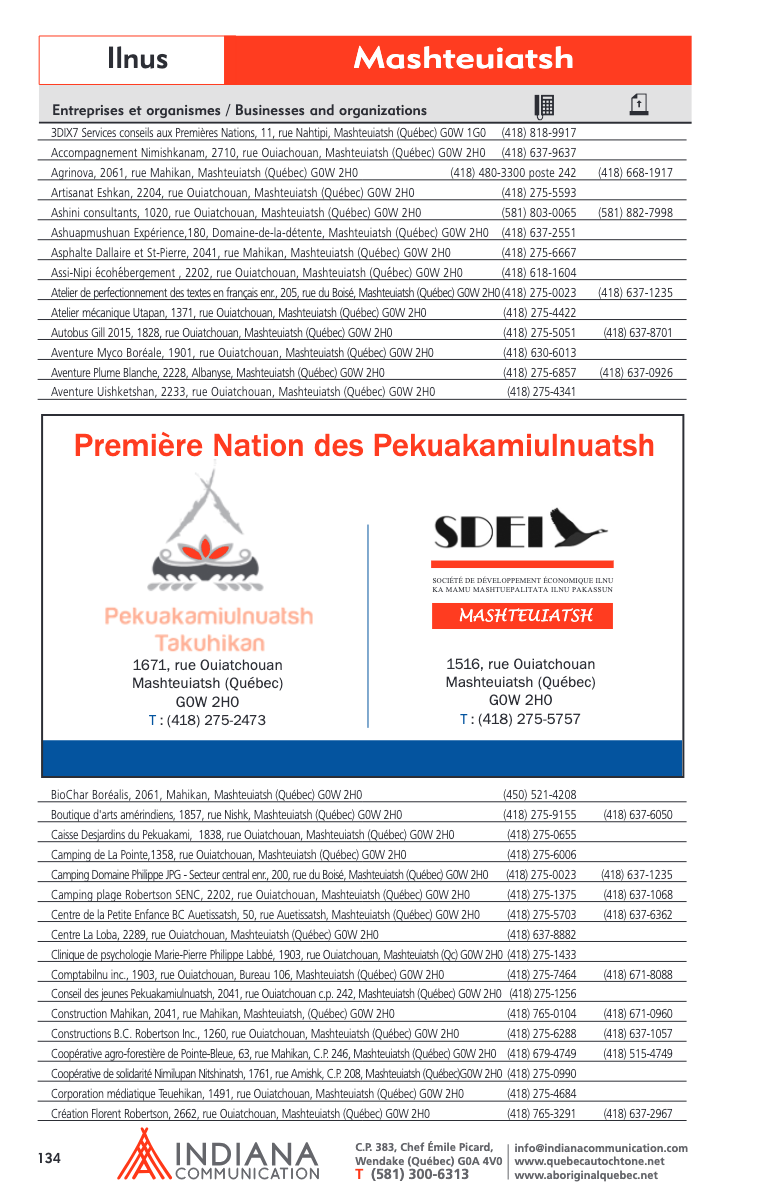 Ilnus Mashteuiatsh
Entreprises et organismes / Businesses and organizations
3DIX7 Services conseils aux Premières Nations, 11, rue Nahtipi, Mashteuiatsh (Québec) G0W 1G0 (418) 818-9917
Accompagnement Nimishkanam, 2710, rue Ouiachouan, Mashteuiatsh (Québec) G0W 2H0 (418) 637-9637
Agrinova, 2061, rue Mahikan, Mashteuiatsh (Québec) G0W 2H0 (418) 480-3300 poste 242 (418) 668-1917
Artisanat Eshkan, 2204, rue Ouiatchouan, Mashteuiatsh (Québec) G0W 2H0 (418) 275-5593
Ashini consultants, 1020, rue Ouiatchouan, Mashteuiatsh (Québec) G0W 2H0 (581) 803-0065 (581) 882-7998
Ashuapmushuan Expérience,180, Domaine-de-la-détente, Mashteuiatsh (Québec) G0W 2H0 (418) 637-2551
Asphalte Dallaire et St-Pierre, 2041, rue Mahikan, Mashteuiatsh (Québec) G0W 2H0 (418) 275-6667
Assi-Nipi écohébergement , 2202, rue Ouiatchouan, Mashteuiatsh (Québec) G0W 2H0 (418) 618-1604
Atelier de perfectionnement des textes en français enr., 205, rue du Boisé, Mashteuiatsh (Québec) G0W 2H0 (418) 275-0023 (418) 637-1235
Atelier mécanique Utapan, 1371, rue Ouiatchouan, Mashteuiatsh (Québec) G0W 2H0 (418) 275-4422
Autobus Gill 2015, 1828, rue Ouiatchouan, Mashteuiatsh (Québec) G0W 2H0 (418) 275-5051 (418) 637-8701
Aventure Myco Boréale, 1901, rue Ouiatchouan, Mashteuiatsh (Québec) G0W 2H0 (418) 630-6013
Aventure Plume Blanche, 2228, Albanyse, Mashteuiatsh (Québec) G0W 2H0 (418) 275-6857 (418) 637-0926
Aventure Uishketshan, 2233, rue Ouiatchouan, Mashteuiatsh (Québec) G0W 2H0 (418) 275-4341
Première Nation des Pekuakamiulnuatsh
Pekuakamiulnuatsh
Takuhikan
1671, rue Ouiatchouan
Mashteuiatsh (Québec)
G0W 2H0
T : (418) 275-2473
SDEI
SOCIÉTÉ DE DÉVELOPPEMENT ÉCONOMIQUE ILNU
KA MAMU MASHTUEPALITATA ILNU PAKASSUN
MASHTEUIATSH
1516, rue Ouiatchouan
Mashteuiatsh (Québec)
G0W 2H0
T : (418) 275-5757
BioChar Boréalis, 2061, Mahikan, Mashteuiatsh (Québec) G0W 2H0 (450) 521-4208
Boutique d'arts amérindiens, 1857, rue Nishk, Mashteuiatsh (Québec) G0W 2H0 (418) 275-9155 (418) 637-6050
Caisse Desjardins du Pekuakami, 1838, rue Ouiatchouan, Mashteuiatsh (Québec) G0W 2H0 (418) 275-0655
Camping de La Pointe,1358, rue Ouiatchouan, Mashteuiatsh (Québec) G0W 2H0 (418) 275-6006
Camping Domaine Philippe JPG - Secteur central enr., 200, rue du Boisé, Mashteuiatsh (Québec) G0W 2H0 (418) 275-0023 (418) 637-1235
Camping plage Robertson SENC, 2202, rue Ouiatchouan, Mashteuiatsh (Québec) G0W 2H0 (418) 275-1375 (418) 637-1068
Centre de la Petite Enfance BC Auetissatsh, 50, rue Auetissatsh, Mashteuiatsh (Québec) G0W 2H0 (418) 275-5703 (418) 637-6362
Centre La Loba, 2289, rue Ouiatchouan, Mashteuiatsh (Québec) G0W 2H0 (418) 637-8882
Clinique de psychologie Marie-Pierre Philippe Labbé, 1903, rue Ouiatchouan, Mashteuiatsh (Qc) G0W 2H0 (418) 275-1433
Comptabilnu inc., 1903, rue Ouiatchouan, Bureau 106, Mashteuiatsh (Québec) G0W 2H0 (418) 275-7464 (418) 671-8088
Conseil des jeunes Pekuakamiulnuatsh, 2041, rue Ouiatchouan c.p. 242, Mashteuiatsh (Québec) G0W 2H0 (418) 275-1256
Construction Mahikan, 2041, rue Mahikan, Mashteuiatsh, (Québec) G0W 2H0 (418) 765-0104 (418) 671-0960
Constructions B.C. Robertson Inc., 1260, rue Ouiatchouan, Mashteuiatsh (Québec) G0W 2H0 (418) 275-6288 (418) 637-1057
Coopérative agro-forestière de Pointe-Bleue, 63, rue Mahikan, C.P. 246, Mashteuiatsh (Québec) G0W 2H0 (418) 679-4749 (418) 515-4749
Coopérative de solidarité Nimilupan Nitshinatsh, 1761, rue Amishk, C.P. 208, Mashteuiatsh (Québec)G0W 2H0 (418) 275-0990
Corporation médiatique Teuehikan, 1491, rue Ouiatchouan, Mashteuiatsh (Québec) G0W 2H0 (418) 275-4684
Création Florent Robertson, 2662, rue Ouiatchouan, Mashteuiatsh (Québec) G0W 2H0 (418) 765-3291 (418) 637-2967
134
INDIANA
COMMUNICATION
C.P. 383, Chef Émile Picard,
Wendake (Québec) G0A 4V0
T (581) 300-6313
info@indianacommunication.com
www.quebecautochtone.net
www.aboriginalquebec.net